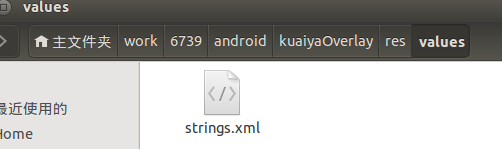 values
主文件夹 work 6739 android kuaiyaOverlay res values
最近使用的
Home
strings.xml